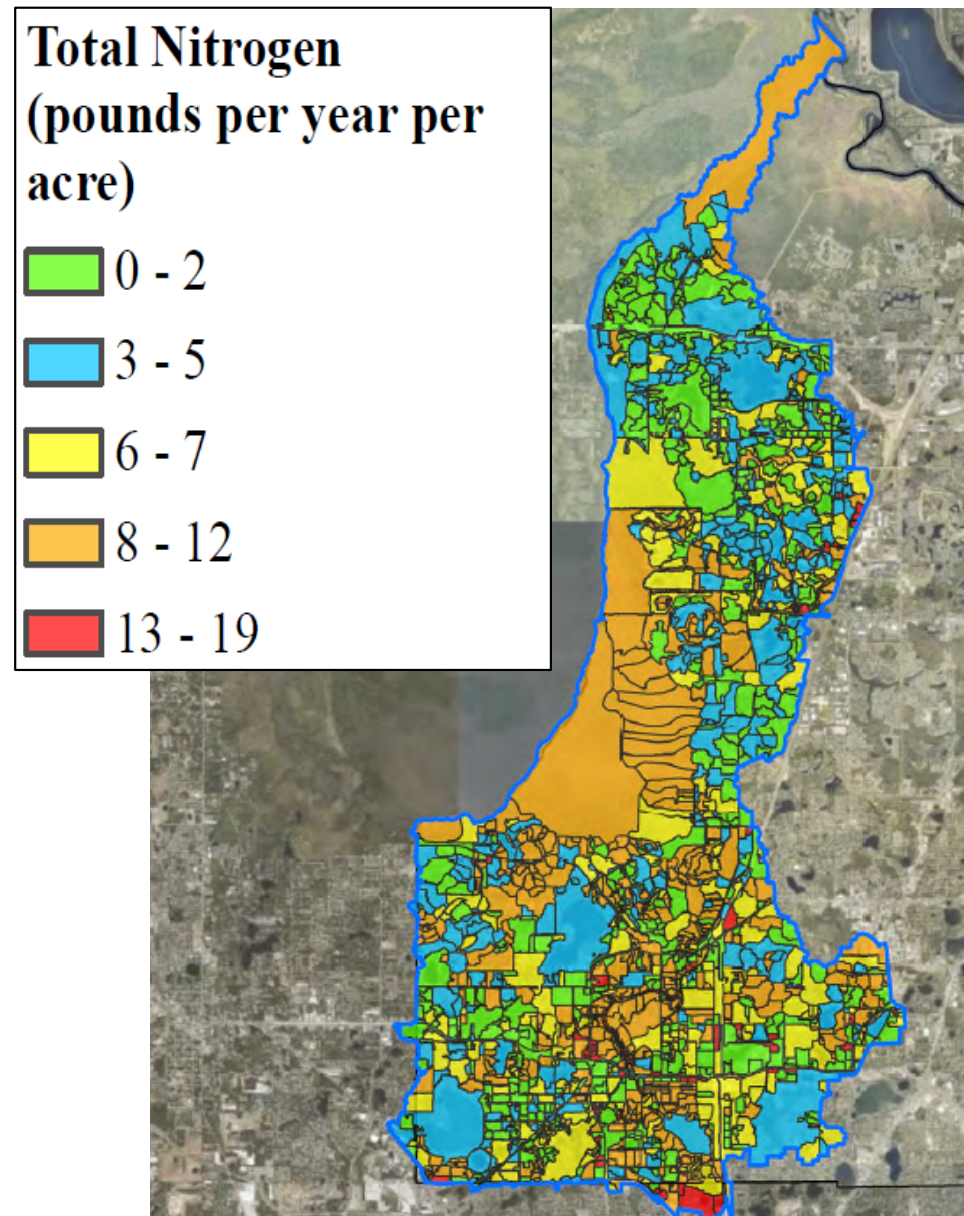 Total Nitrogen
(pounds per year per
acre)
0 - 2
3 - 5
6 - 7
8 - 12
13 - 19